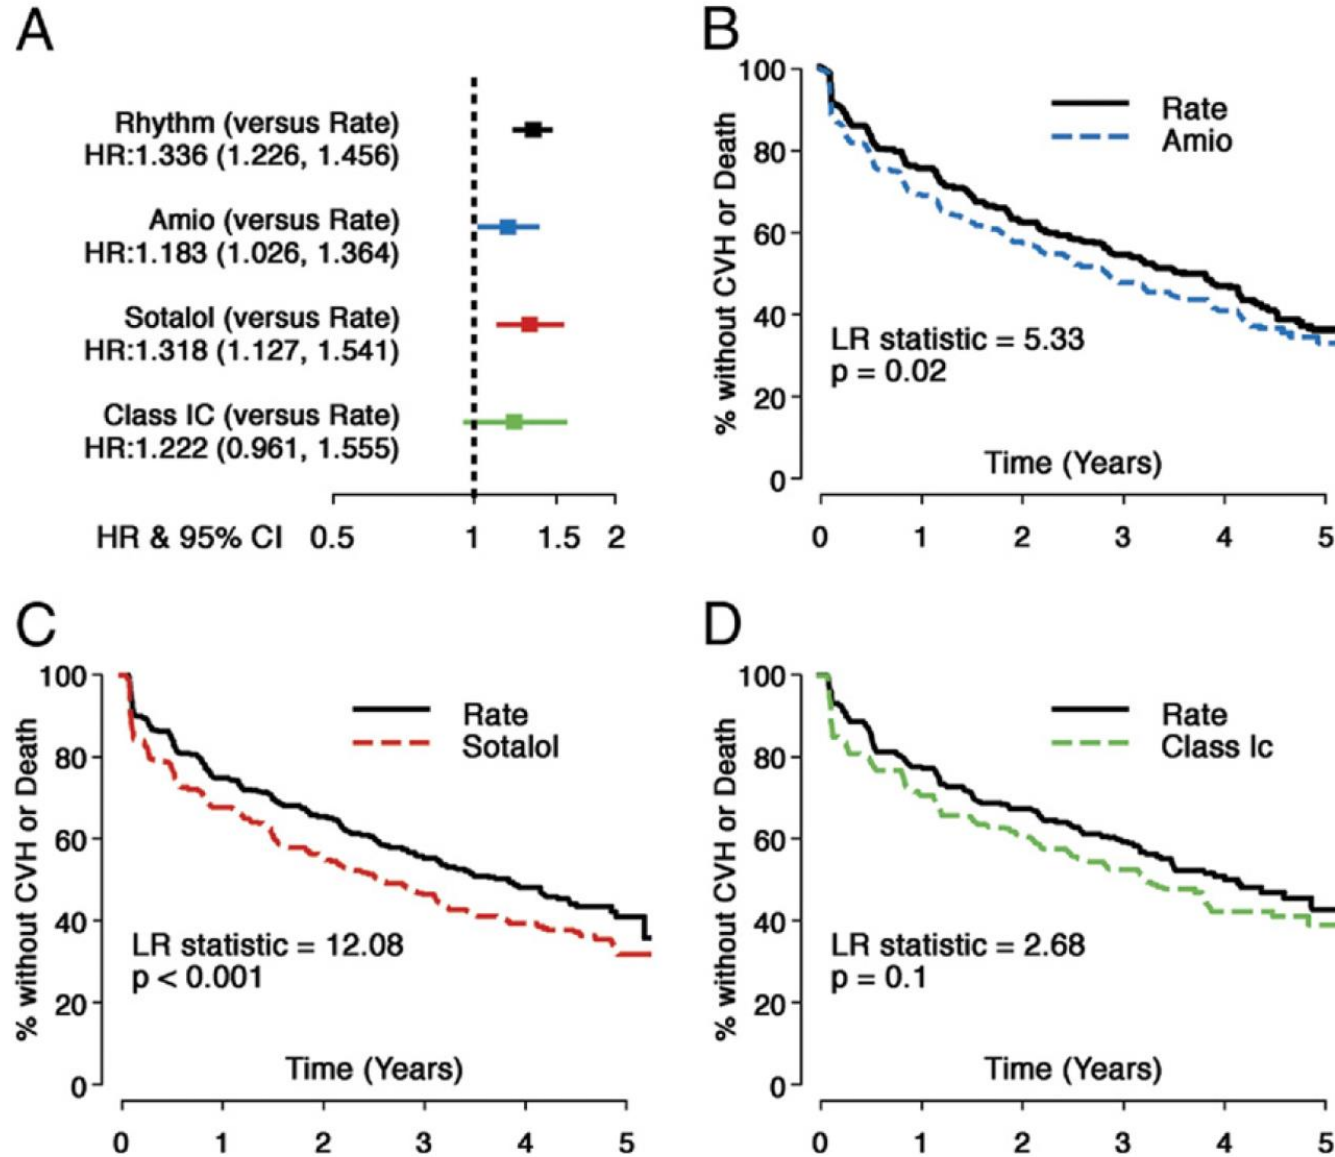 A
Rhythm (versus Rate)
HR:1.336 (1.226, 1.456)
Amio (versus Rate)
HR:1.183 (1.026, 1.364)
Sotalol (versus Rate)
HR:1.318 (1.127, 1.541)
Class IC (versus Rate)
HR:1.222 (0.961, 1.555)
HR & 95% CI 0.5 1 1.5 2
B
% without CVH or Death
100
80
60
40
20
0
Rate
Amio
LR statistic = 5.33
p = 0.02
Time (Years)
0 1 2 3 4 5
C
% without CVH or Death
100
80
60
40
20
0
Rate
Sotalol
LR statistic = 12.08
p < 0.001
Time (Years)
0 1 2 3 4 5
D
% without CVH or Death
100
80
60
40
20
0
Rate
Class Ic
LR statistic = 2.68
p = 0.1
Time (Years)
0 1 2 3 4 5